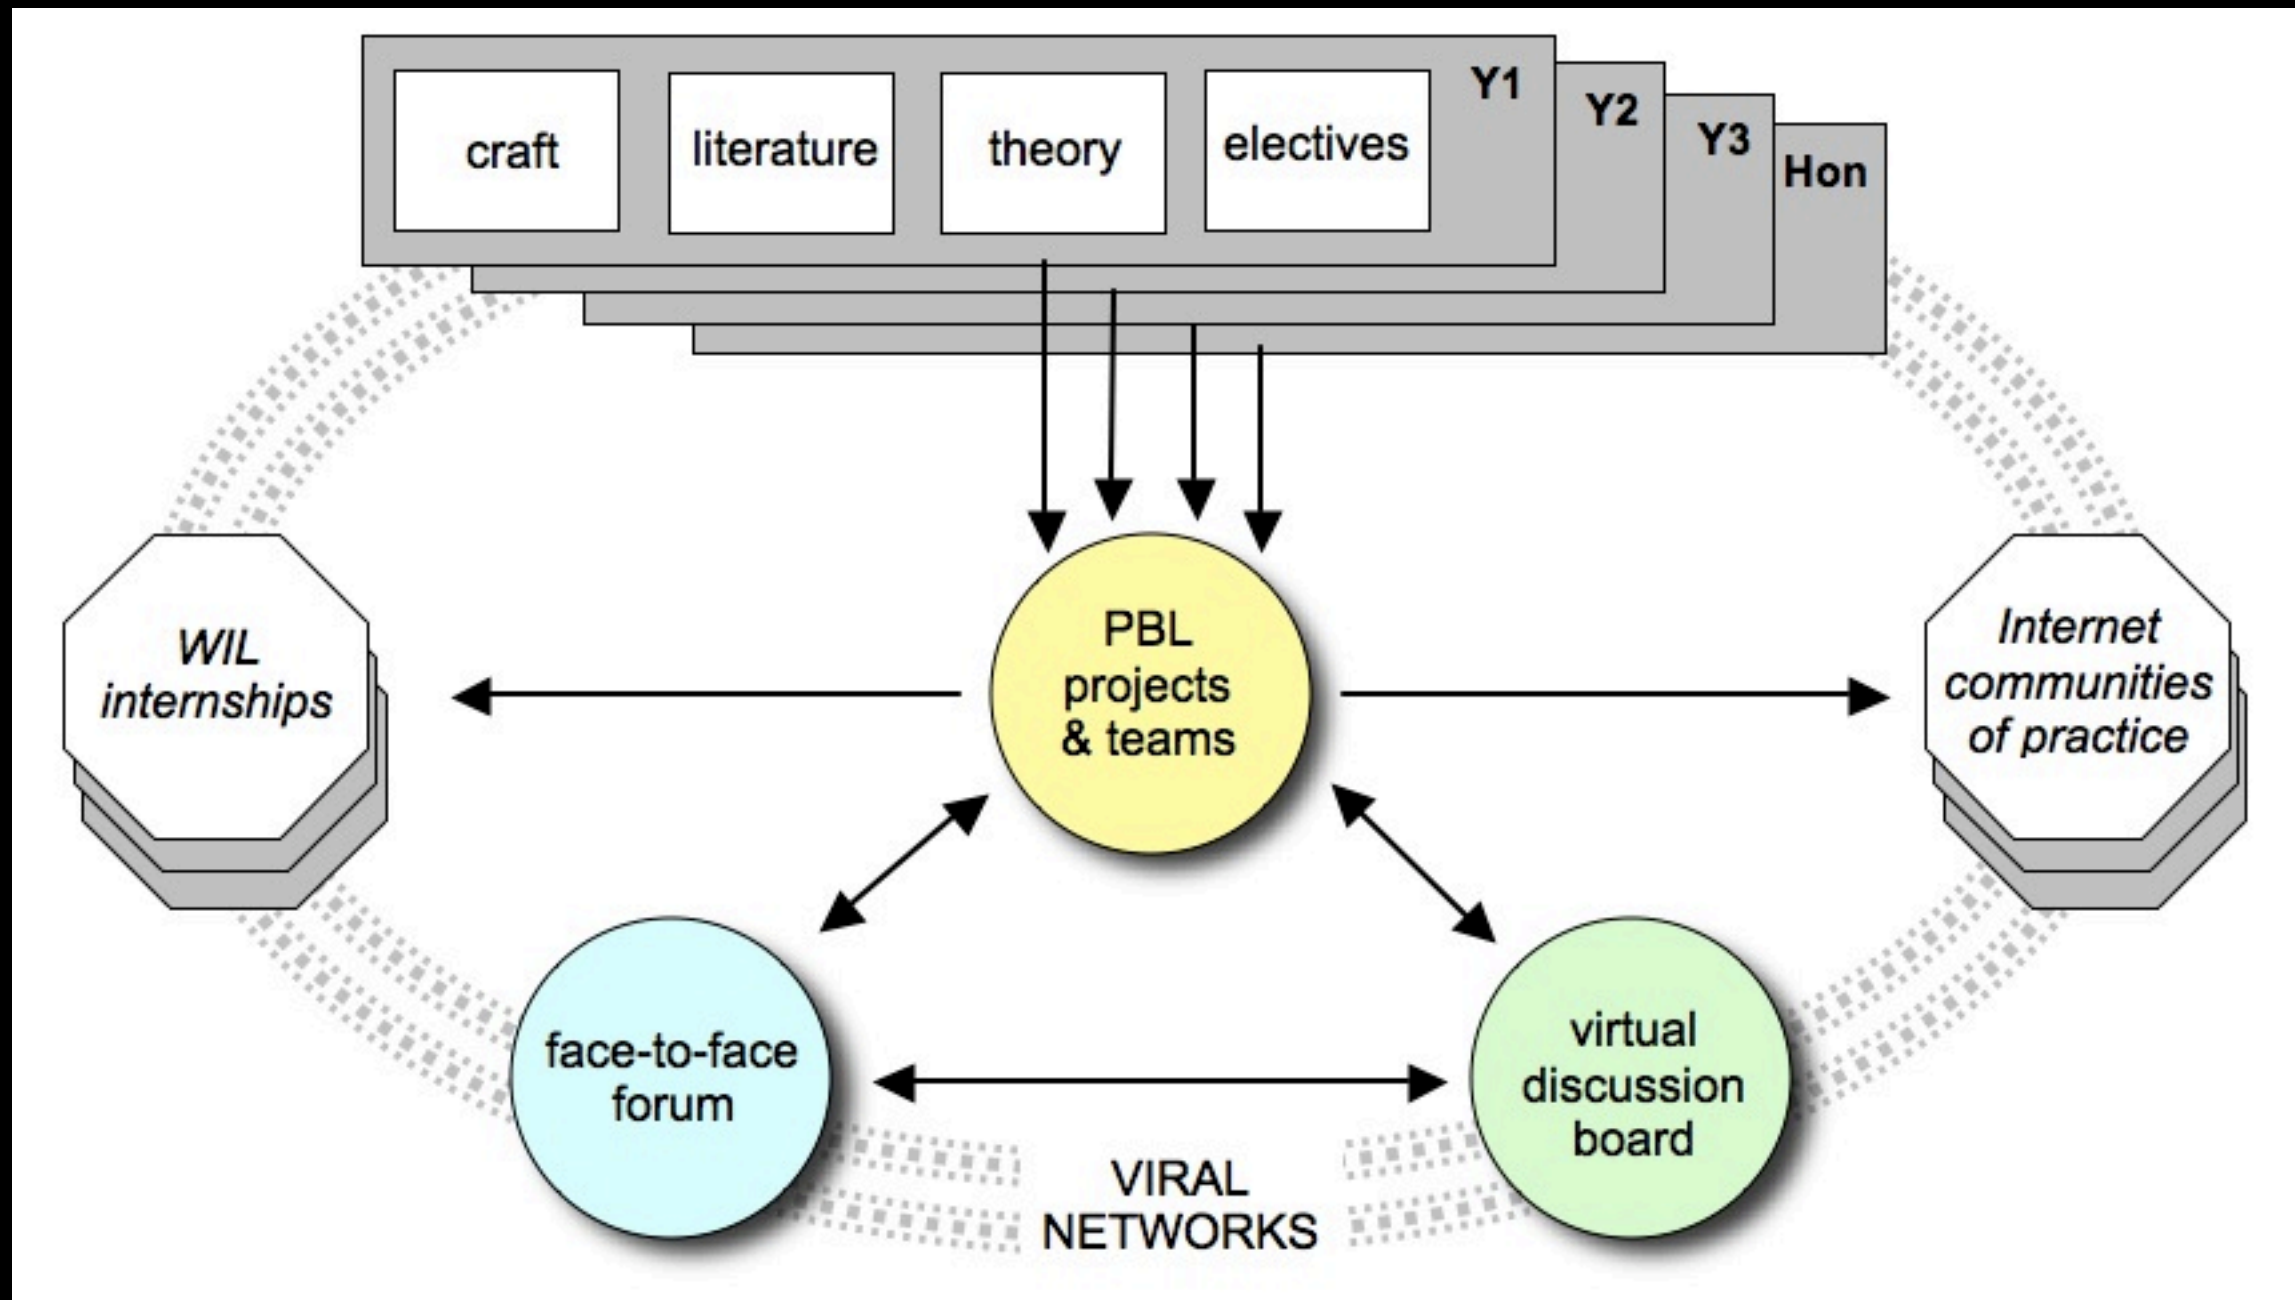 craft
literature
theory
electives
Y1
Y2
Y3
Hon
WIL
internships
PBL
projects
& teams
Internet
communities
of practice
face-to-face
forum
virtual
discussion
board
VIRAL
NETWORKS